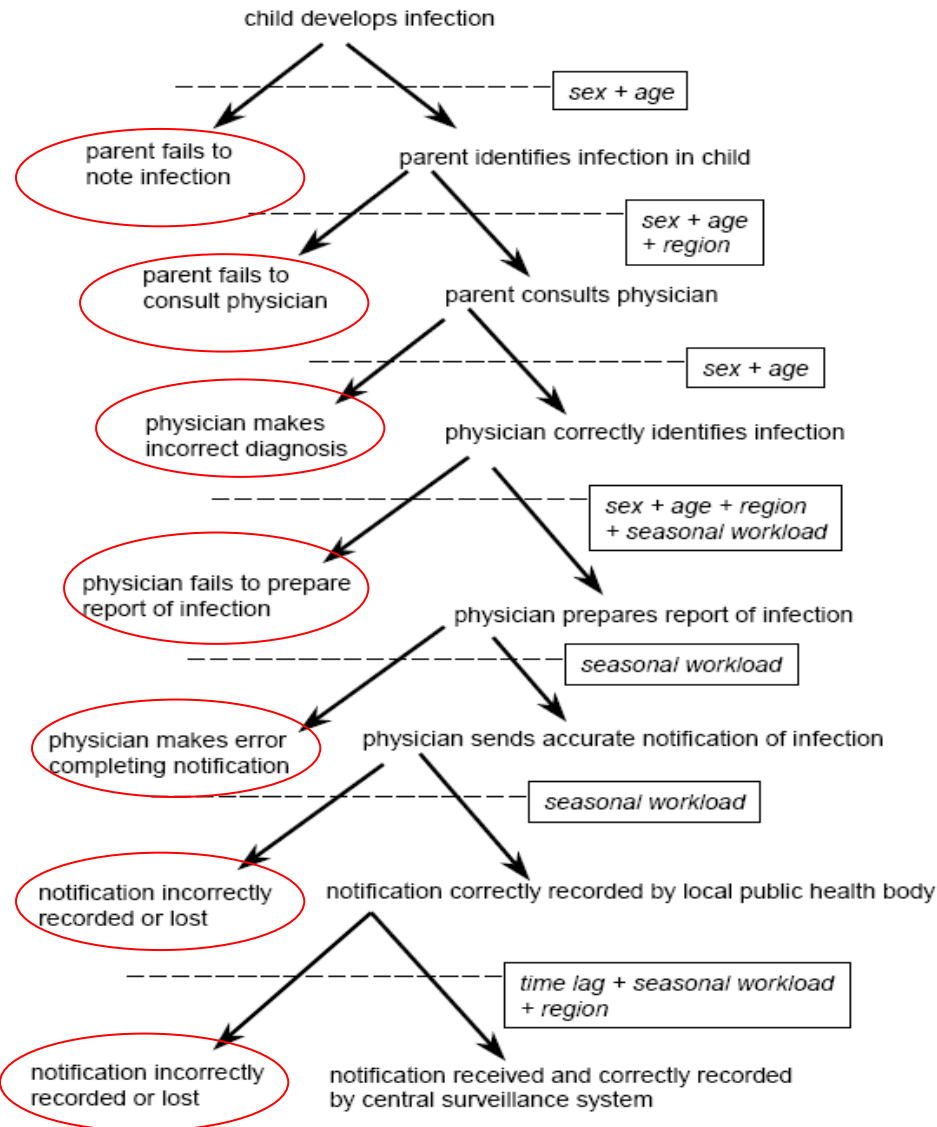 child develops infection
sex + age
parent fails to
note infection
parent identifies infection in child
sex + age
+ region
parent fails to
consult physician
parent consults physician
sex + age
physician makes
incorrect diagnosis
physician correctly identifies infection
sex + age + region
+ seasonal workload
physician fails to prepare
report of infection
physician prepares report of infection
seasonal workload
physician makes error
completing notification
physician sends accurate notification of infection
seasonal workload
notification incorrectly
recorded or lost
notification correctly recorded by local public health body
time lag + seasonal workload
+ region
notification incorrectly
recorded or lost
notification received and correctly recorded
by central surveillance system